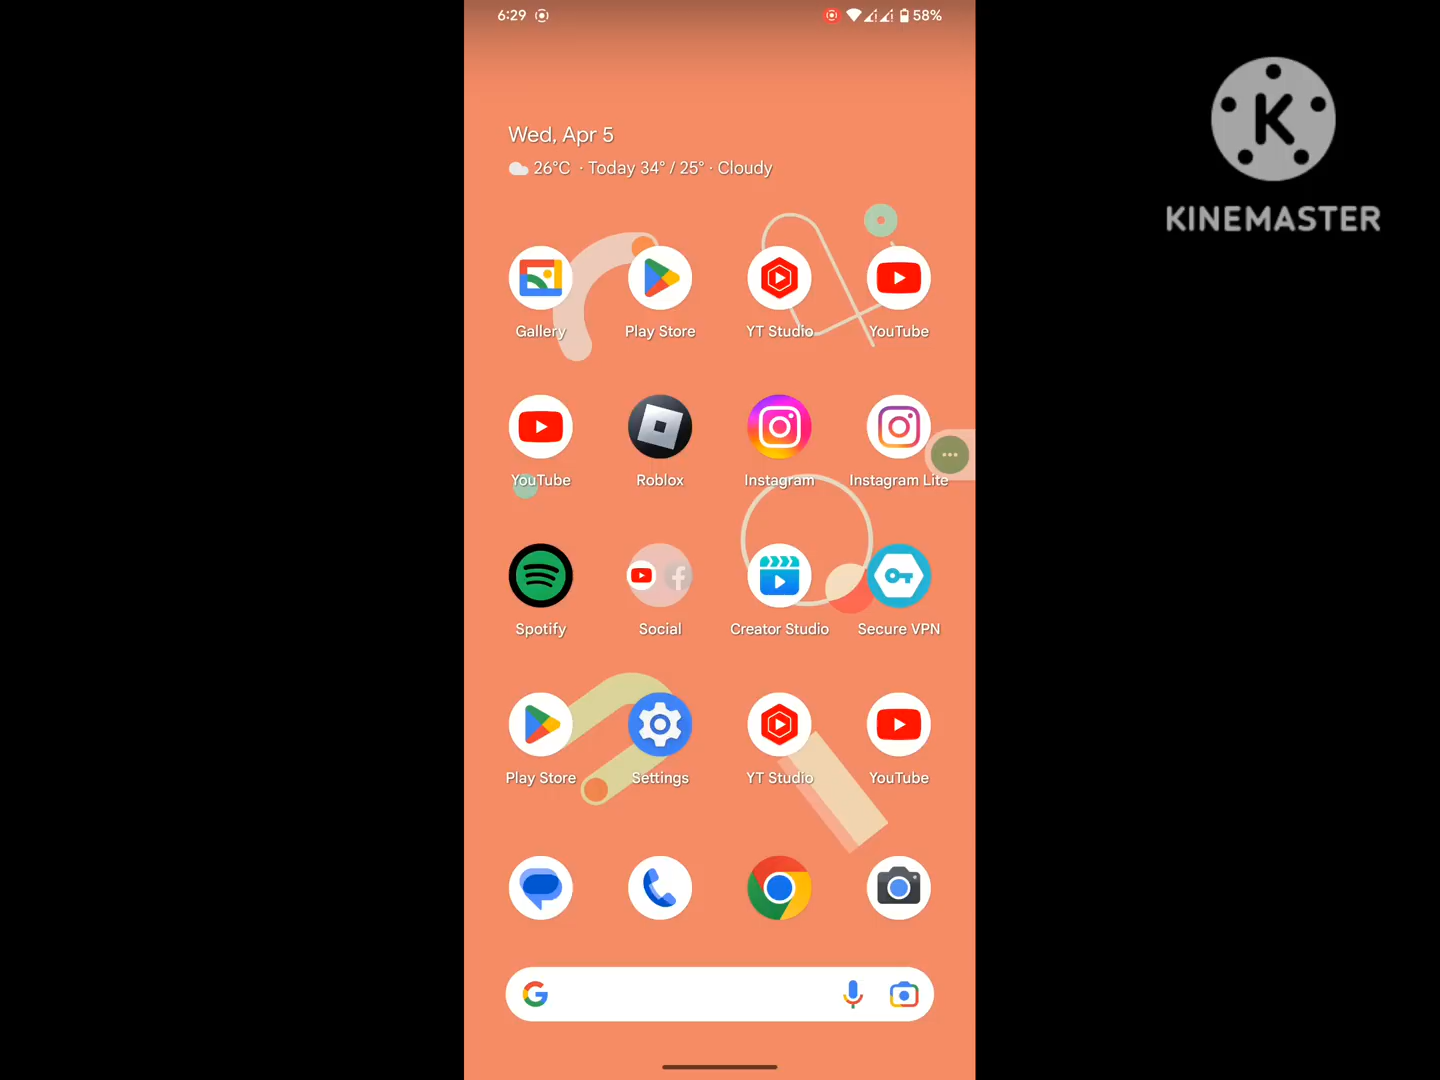 6:29 58%
KINEMASTER
Wed, Apr 5
26°C · Today 34° / 25° · Cloudy
Gallery Play Store YT Studio YouTube
YouTube Roblox Instagram Instagram Lite
Spotify Social Creator Studio Secure VPN
Play Store Settings YT Studio YouTube